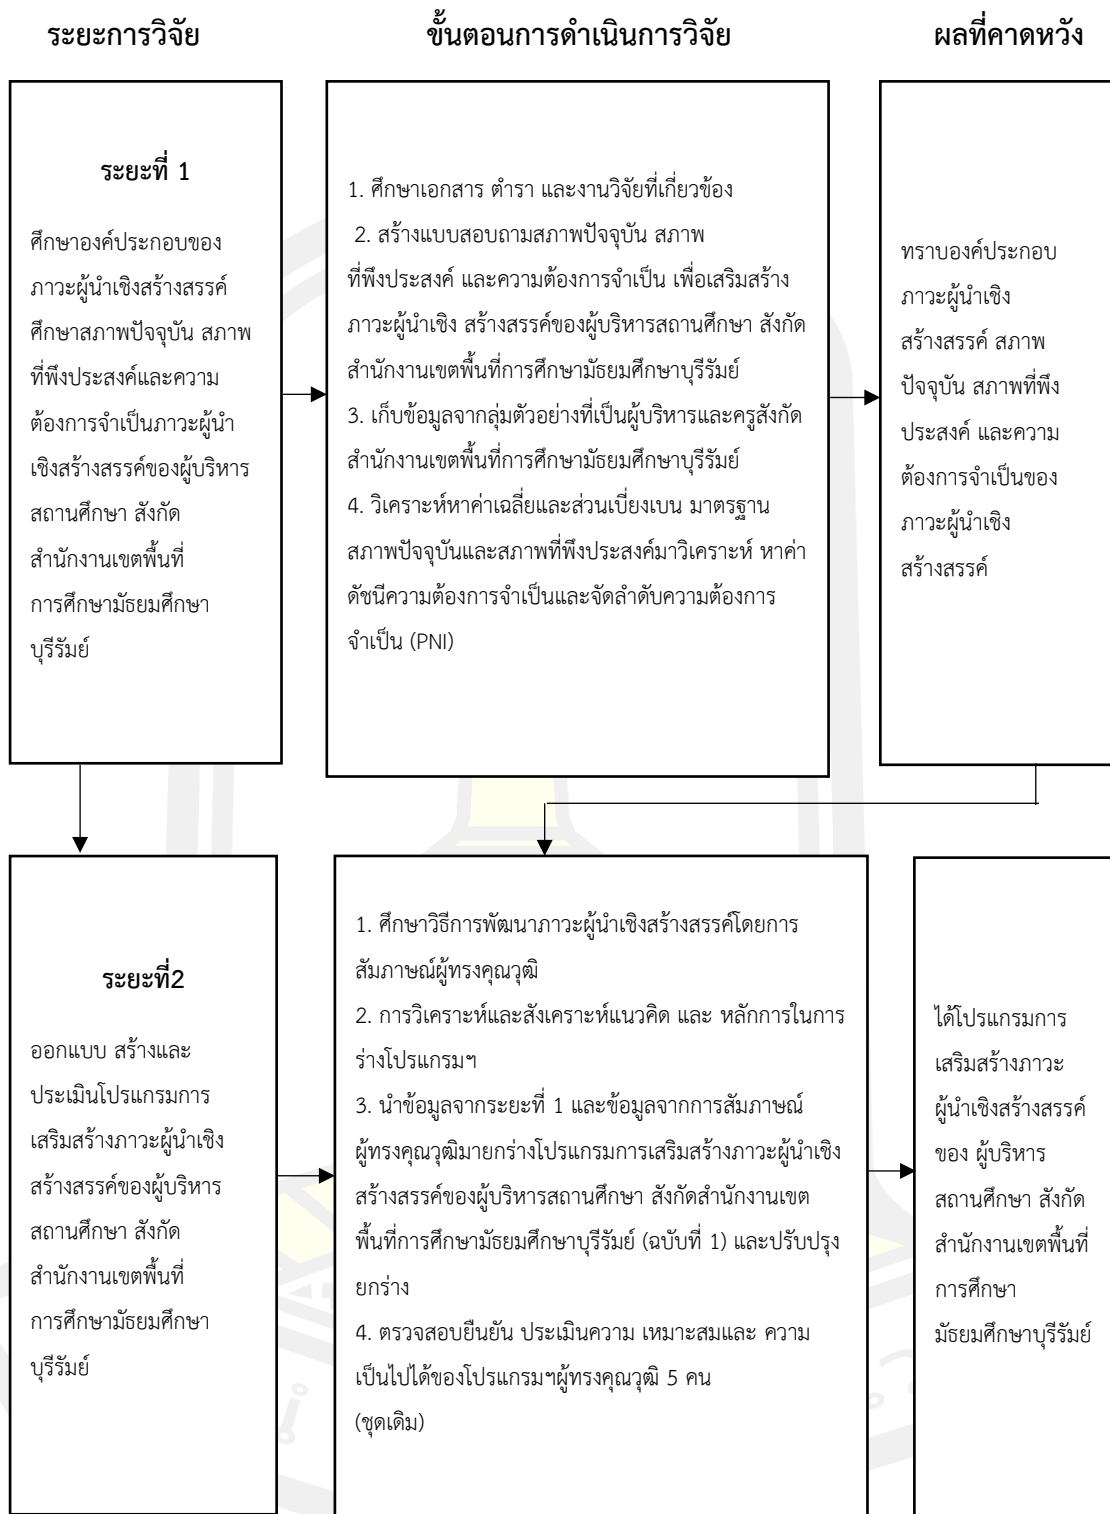 ระยะการวิจัย
ขั้นตอนการดำเนินการวิจัย
ผลที่คาดหวัง
ระยะที่ 1
ศึกษาองค์ประกอบของ
ภาวะผู้นำเชิงสร้างสรรค์
ศึกษาสภาพปัจจุบัน สภาพ
ที่พึงประสงค์และความ
ต้องการจำเป็นภาวะผู้นำ
เชิงสร้างสรรค์ของผู้บริหาร
สถานศึกษา สังกัด
สำนักงานเขตพื้นที่
การศึกษามัธยมศึกษา
บุรีรัมย์
1. ศึกษาเอกสาร ตำรา และงานวิจัยที่เกี่ยวข้อง
2. สร้างแบบสอบถามสภาพปัจจุบัน สภาพ
ที่พึงประสงค์ และความต้องการจำเป็น เพื่อเสริมสร้าง
ภาวะผู้นำเชิง สร้างสรรค์ของผู้บริหารสถานศึกษา สังกัด
สำนักงานเขตพื้นที่การศึกษามัธยมศึกษาบุรีรัมย์
3. เก็บข้อมูลจากลุ่มตัวอย่างที่เป็นผู้บริหารและครูสังกัด
สำนักงานเขตพื้นที่การศึกษามัธยมศึกษาบุรีรัมย์
4. วิเคราะห์หาค่าเฉลี่ยและส่วนเบี่ยงเบน มาตรฐาน
สภาพปัจจุบันและสภาพที่พึงประสงค์มาวิเคราะห์ หาค่า
ดัชนีความต้องการจำเป็นและจัดลำดับความต้องการ
จำเป็น (PNI)
ทราบองค์ประกอบ
ภาวะผู้นำเชิง
สร้างสรรค์ สภาพ
ปัจจุบัน สภาพที่พึง
ประสงค์ และความ
ต้องการจำเป็นของ
ภาวะผู้นำเชิง
สร้างสรรค์
ระยะที่2
ออกแบบ สร้างและ
ประเมินโปรแกรมการ
เสริมสร้างภาวะผู้นำเชิง
สร้างสรรค์ของผู้บริหาร
สถานศึกษา สังกัด
สำนักงานเขตพื้นที่
การศึกษามัธยมศึกษา
บุรีรัมย์
1. ศึกษาวิธีการพัฒนาภาวะผู้นำเชิงสร้างสรรค์โดยการ
สัมภาษณ์ผู้ทรงคุณวุฒิ
2. การวิเคราะห์และสังเคราะห์แนวคิด และ หลักการในการ
ร่างโปรแกรมฯ
3. นำข้อมูลจากระยะที่ 1 และข้อมูลจากการสัมภาษณ์
ผู้ทรงคุณวุฒิมายกร่างโปรแกรมการเสริมสร้างภาวะผู้นำเชิง
สร้างสรรค์ของผู้บริหารสถานศึกษา สังกัดสำนักงานเขต
พื้นที่การศึกษามัธยมศึกษาบุรีรัมย์ (ฉบับที่ 1) และปรับปรุง
ยกร่าง
4. ตรวจสอบยืนยัน ประเมินความ เหมาะสมและ ความ
เป็นไปได้ของโปรแกรมฯผู้ทรงคุณวุฒิ 5 คน
(ชุดเดิม)
ได้โปรแกรมการ
เสริมสร้างภาวะ
ผู้นำเชิงสร้างสรรค์
ของ ผู้บริหาร
สถานศึกษา สังกัด
สำนักงานเขตพื้นที่
การศึกษา
มัธยมศึกษาบุรีรัมย์